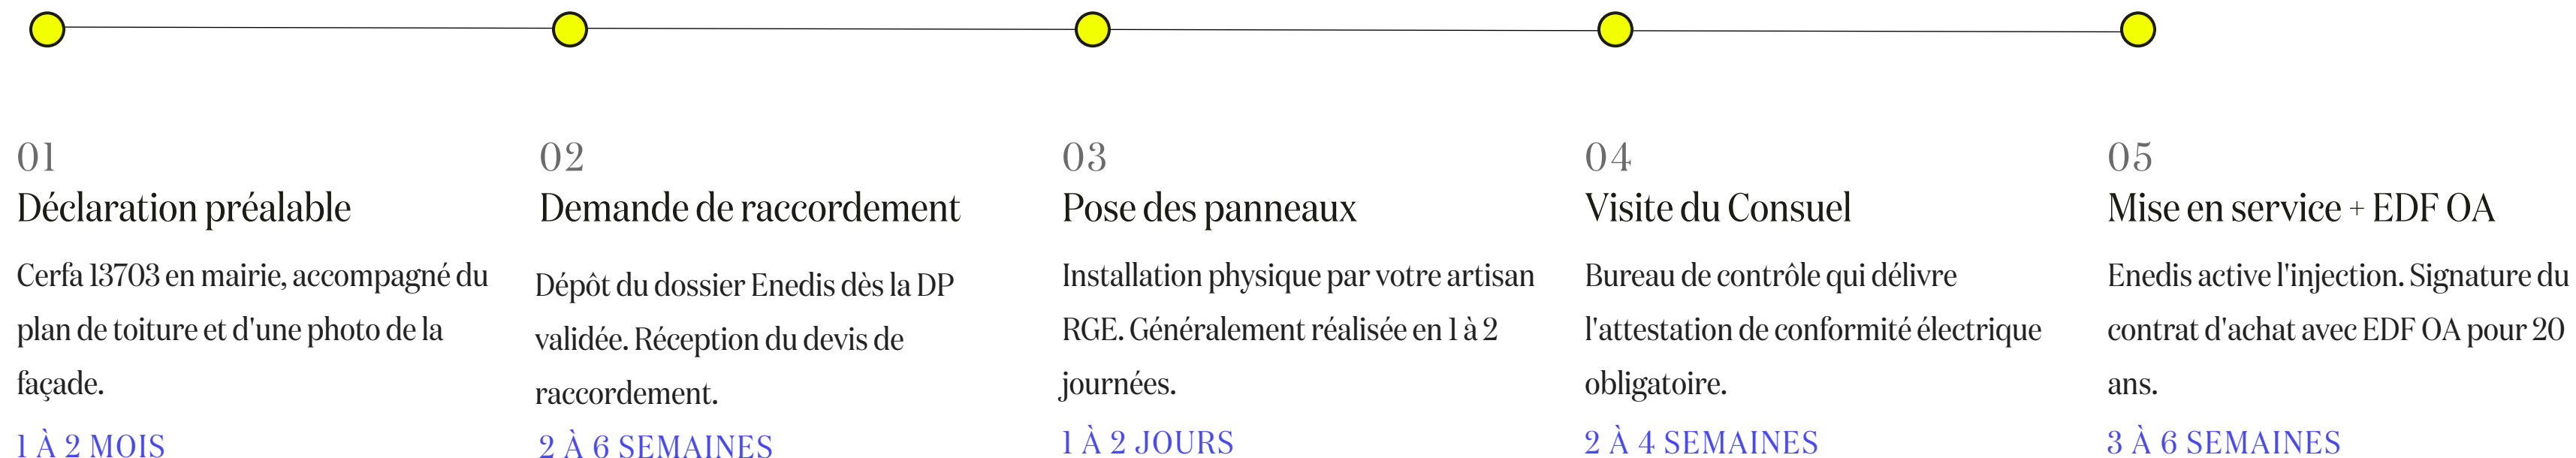 01
Déclaration préalable
Cerfa 13703 en mairie, accompagné du
plan de toiture et d'une photo de la
façade.
1 À 2 MOIS
02
Demande de raccordement
Dépôt du dossier Enedis dès la DP
validée. Réception du devis de
raccordement.
2 À 6 SEMAINES
03
Pose des panneaux
Installation physique par votre artisan
RGE. Généralement réalisée en 1 à 2
journées.
1 À 2 JOURS
04
Visite du Consuel
Bureau de contrôle qui délivre
l'attestation de conformité électrique
obligatoire.
2 À 4 SEMAINES
05
Mise en service + EDF OA
Enedis active l'injection. Signature du
contrat d'achat avec EDF OA pour 20
ans.
3 À 6 SEMAINES